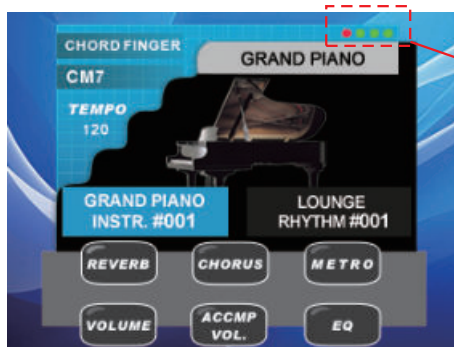 CHORD FINGER
GRAND PIANO
CM7
TEMPO
120
GRAND PIANO
INSTR. #001
LOUNGE
RHYTHM #001
REVERB
CHORUS
METRO
VOLUME
ACCMP
VOL.
EQ